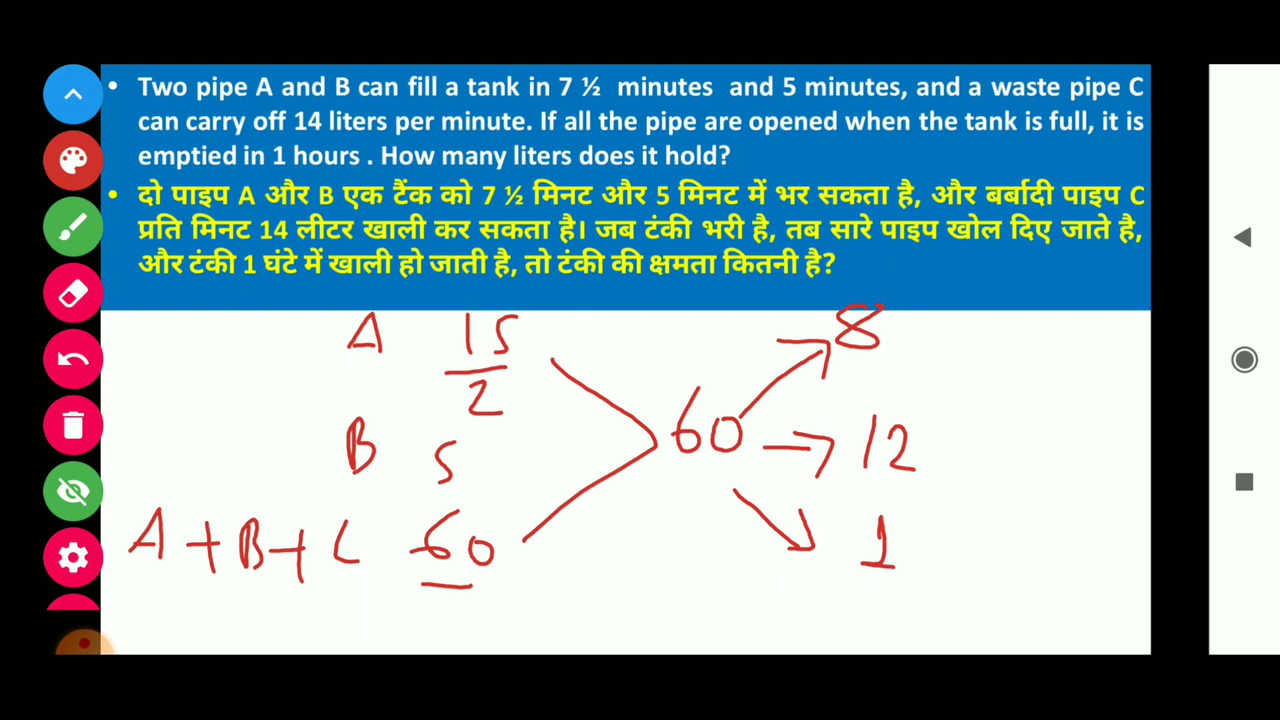 • Two pipe A and B can fill a tank in 7 ½ minutes and 5 minutes, and a waste pipe C
can carry off 14 liters per minute. If all the pipe are opened when the tank is full, it is
emptied in 1 hours . How many liters does it hold?
• दो पाइप A और B एक टैंक को 7 ½ मिनट और 5 मिनट में भर सकता है, और बर्बादी पाइप C
प्रति मिनट 14 लीटर खाली कर सकता है। जब टंकी भरी है, तब सारे पाइप खोल दिए जाते है,
और टंकी 1 घंटे में खाली हो जाती है, तो टंकी की क्षमता कितनी है?
A 15/2 8
B 5 60 12
A+B+C 60 1